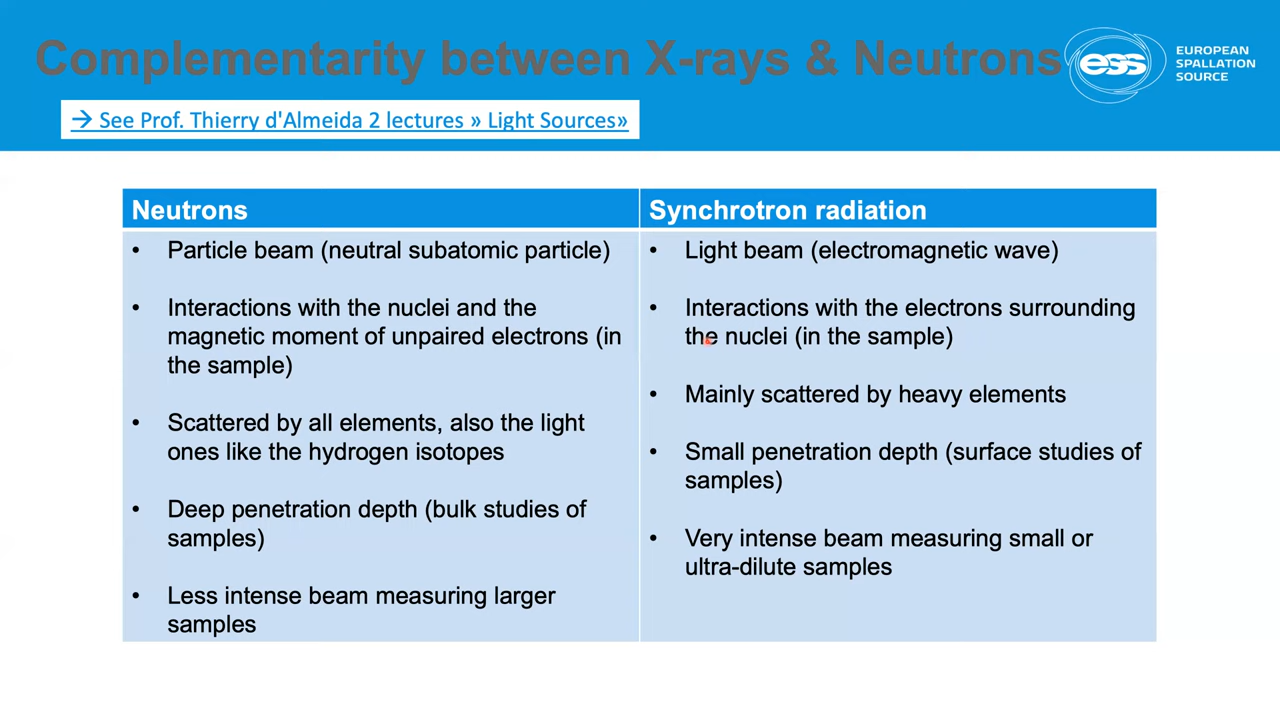 Complementarity between X-rays & Neutrons
ess
EUROPEAN
SPALLATION
SOURCE
→ See Prof. Thierry d'Almeida 2 lectures » Light Sources»
Neutrons
• Particle beam (neutral subatomic particle)
• Interactions with the nuclei and the
magnetic moment of unpaired electrons (in
the sample)
• Scattered by all elements, also the light
ones like the hydrogen isotopes
• Deep penetration depth (bulk studies of
samples)
• Less intense beam measuring larger
samples
Synchrotron radiation
• Light beam (electromagnetic wave)
• Interactions with the electrons surrounding
the nuclei (in the sample)
• Mainly scattered by heavy elements
• Small penetration depth (surface studies of
samples)
• Very intense beam measuring small or
ultra-dilute samples